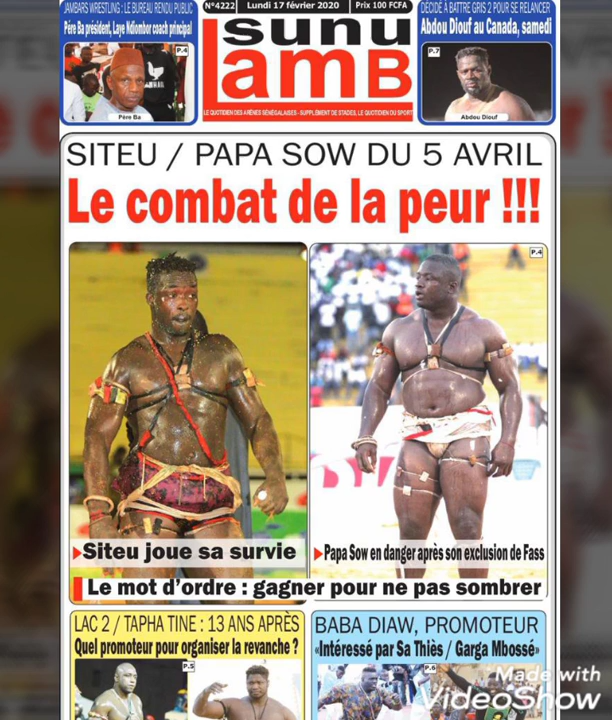 JAMBARS WRESTLING : LE BUREAU RENDU PUBLIC
Père Ba président, Laye Ndiombor coach principal
P.4
Père Ba
N°4222
Lundi 17 février 2020
Prix 100 FCFA
sunu
Lamb
LE QUOTIDIEN DES ARÈNES SÉNÉGALAISES - SUPPLÉMENT DE STADES, LE QUOTIDIEN DU SPORT
DÉCIDÉ À BATTRE GRIS 2 POUR SE RELANCER
Abdou Diouf au Canada, samedi
P.7
Abdou Diouf
SITEU / PAPA SOW DU 5 AVRIL
Le combat de la peur !!!
P.4
Siteu joue sa survie
Papa Sow en danger après son exclusion de Fass
Le mot d'ordre : gagner pour ne pas sombrer
LAC 2 / TAPHA TINE : 13 ANS APRÈS
Quel promoteur pour organiser la revanche ?
P.5
BABA DIAW, PROMOTEUR
«Intéressé par Sa Thiès / Garga Mbossé»
P.6
Made with
VideoShow